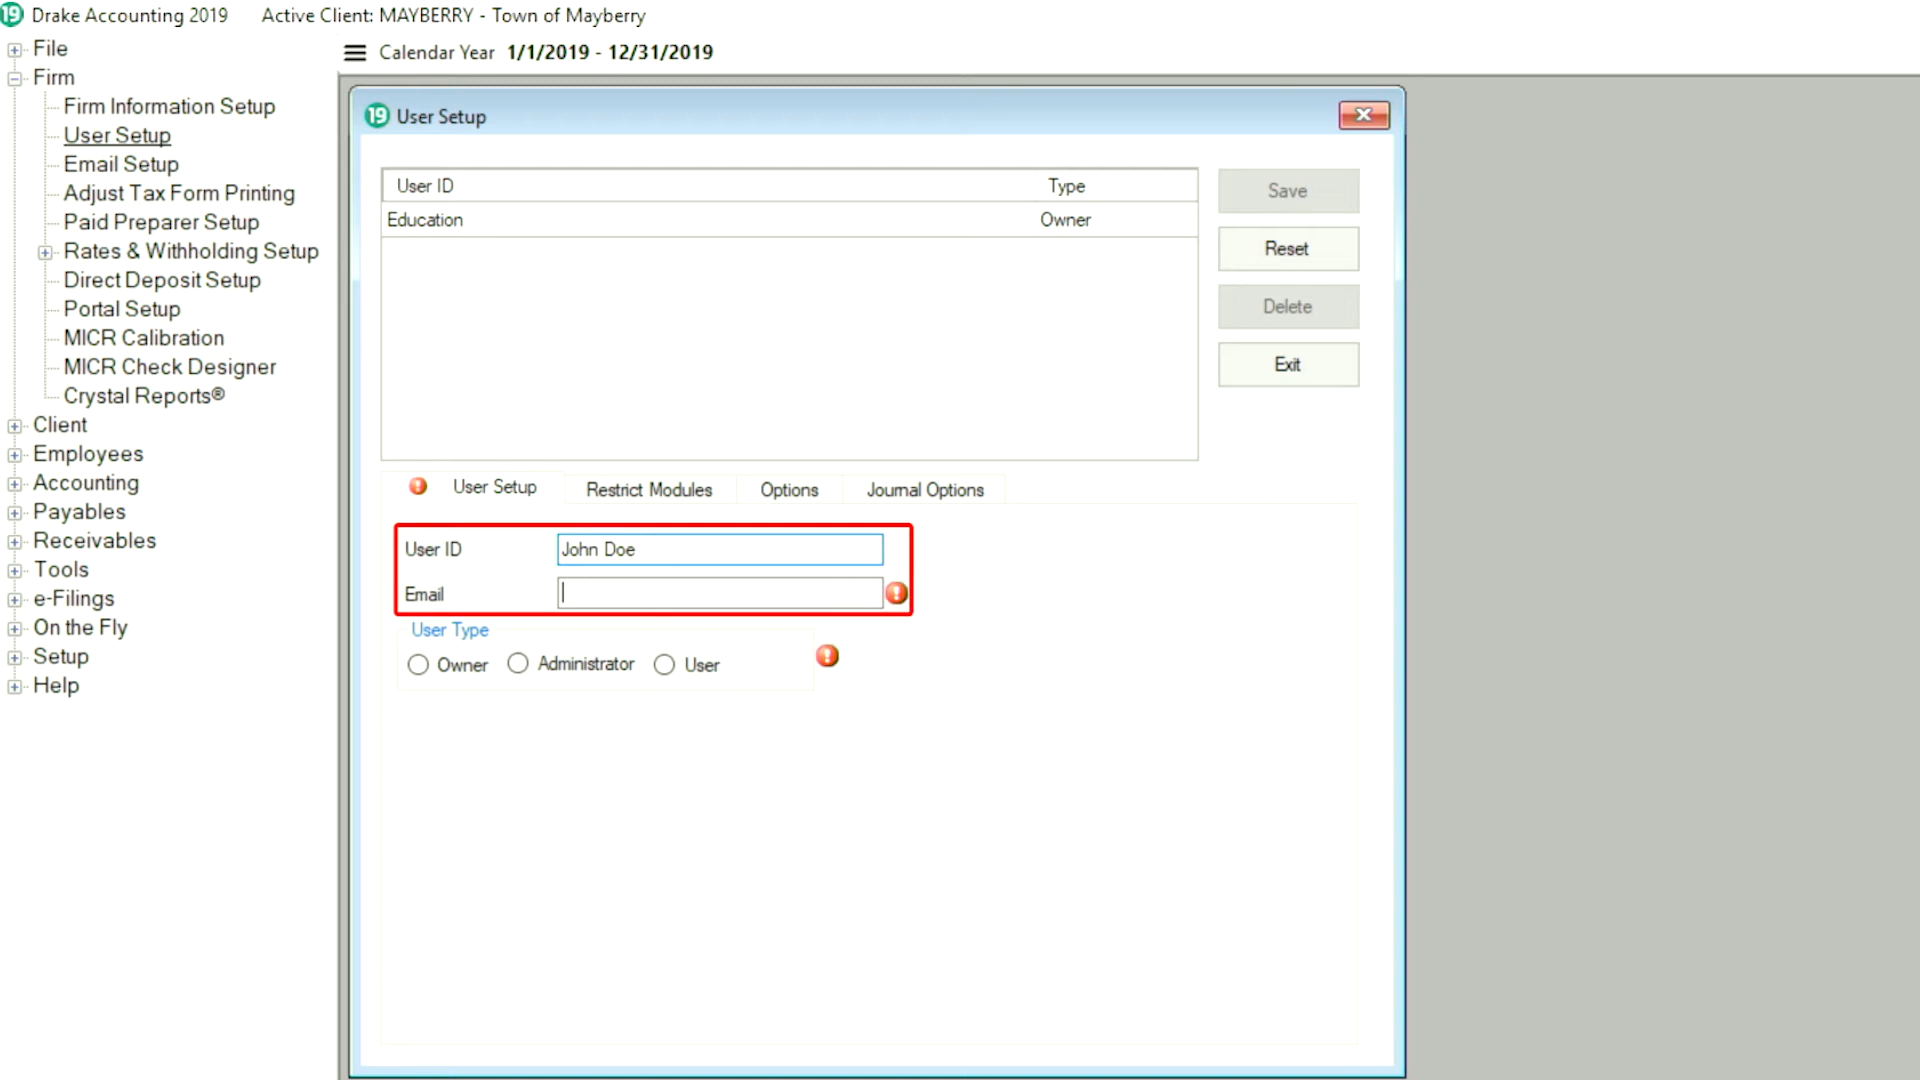 19 Drake Accounting 2019 Active Client: MAYBERRY - Town of Mayberry
File
Firm
Firm Information Setup
User Setup
Email Setup
Adjust Tax Form Printing
Paid Preparer Setup
Rates & Withholding Setup
Direct Deposit Setup
Portal Setup
MICR Calibration
MICR Check Designer
Crystal Reports®
Client
Employees
Accounting
Payables
Receivables
Tools
e-Filings
On the Fly
Setup
Help
Calendar Year 1/1/2019 - 12/31/2019
19 User Setup
User ID Type
Education Owner
Save
Reset
Delete
Exit
User Setup Restrict Modules Options Journal Options
User ID John Doe
Email
User Type
Owner Administrator User